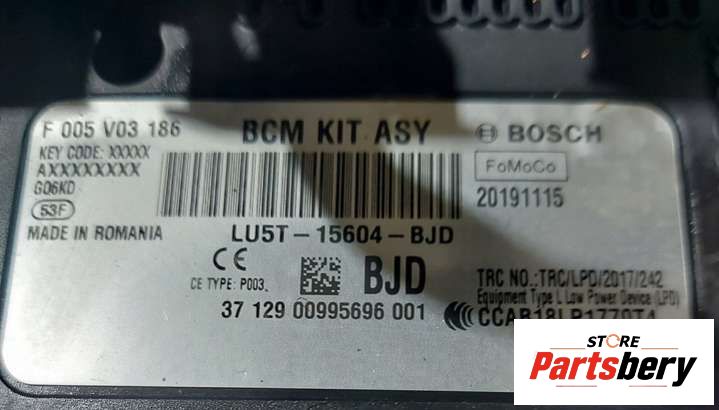 F 005 V03 186
BCM KIT ASY
BOSCH
KEY CODE: XXXXX
AXXXXXXXXX
G06KD
FoMoCo
20191115
53F
MADE IN ROMANIA
LU5T-15604-BJD
CE
CE TYPE: P003
BJD
TRC NO.:TRC/LPD/2017/242
Equipment Type L Low Power Device (LPD)
37 129 00995696 001
STORE
Partsbery